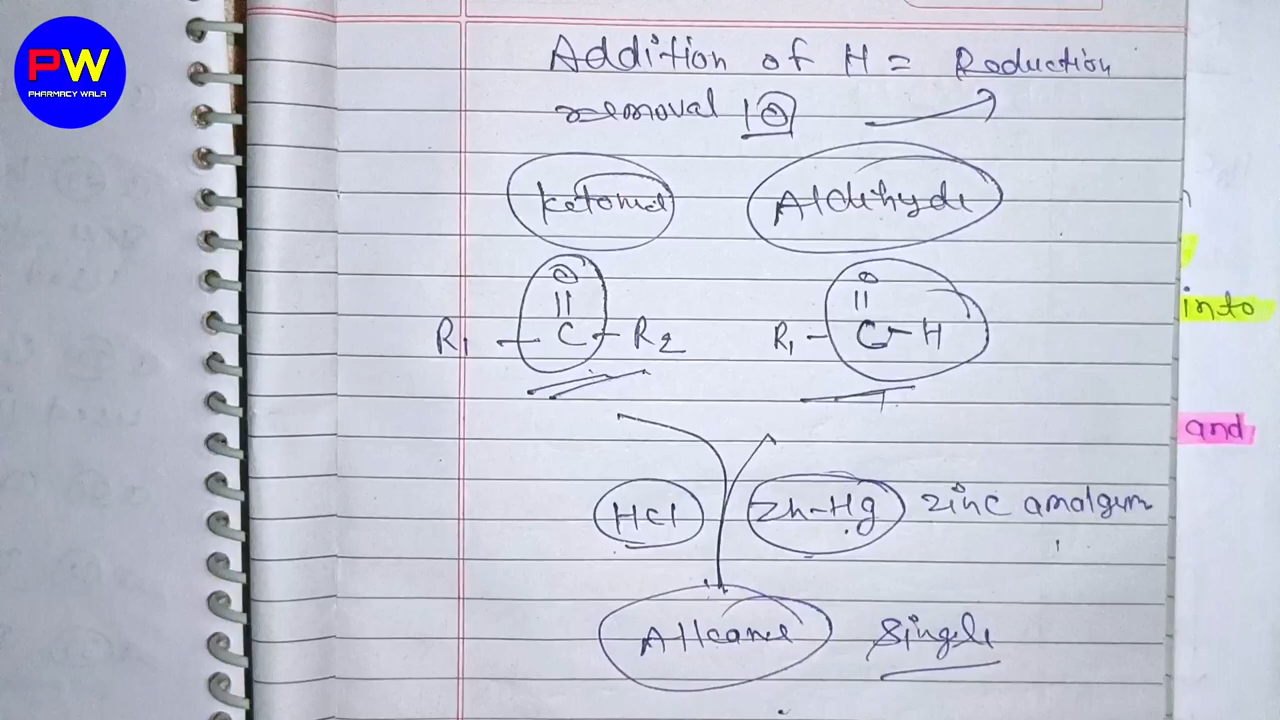 PW
PHARMACY WALA
Addition of H = Reduction
removal 1 O
Ketone Aldehyde
O O
|| ||
R1 - C - R2 R1 - C - H
into
and
HCl Zn-Hg zinc amalgum
Alkane Single